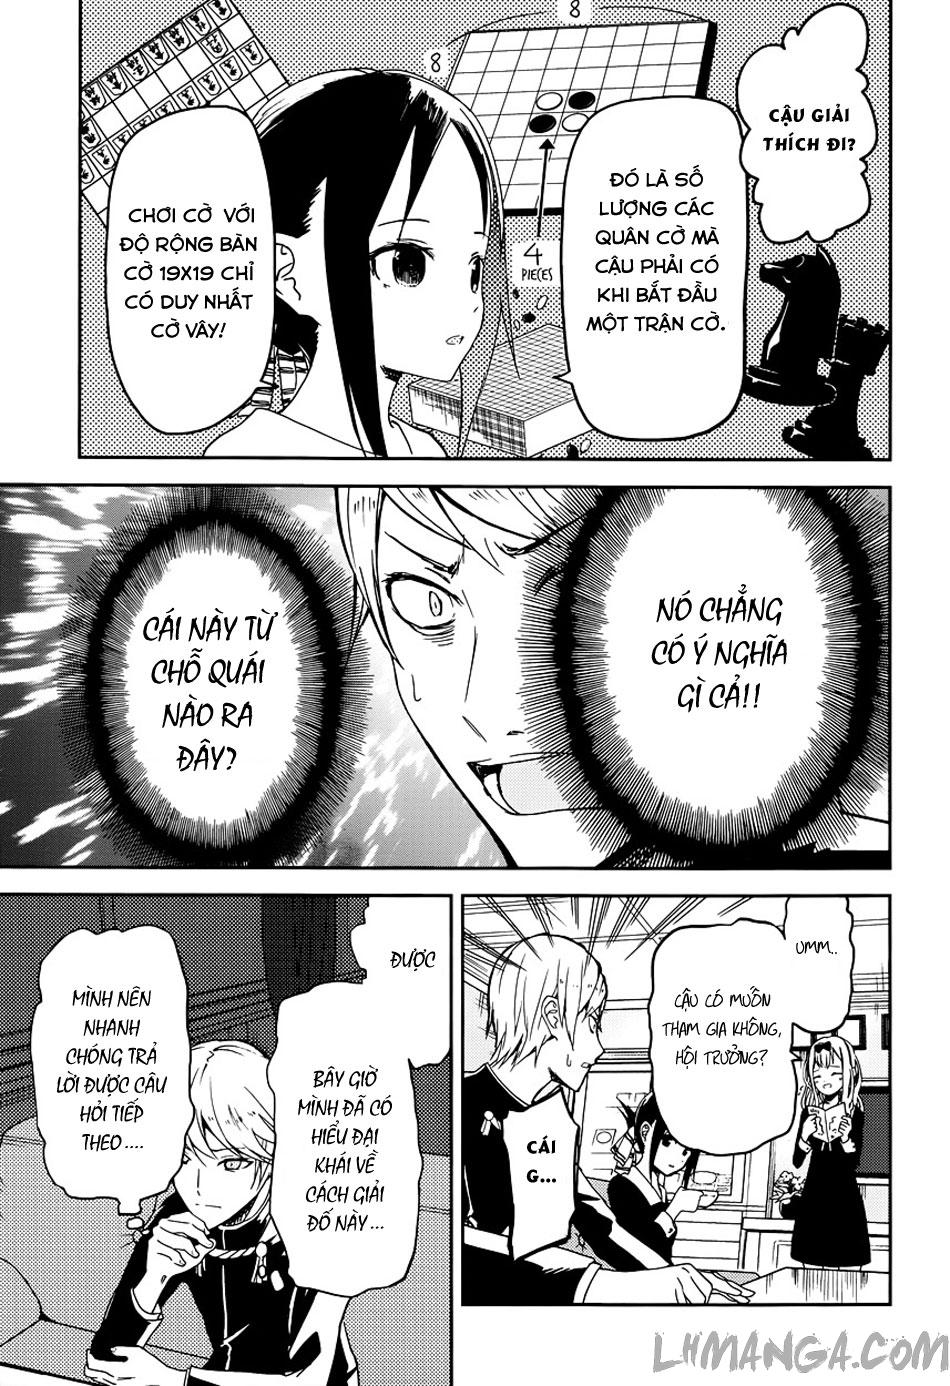 8
8
CẬU GIẢI
THÍCH ĐI?
ĐÓ LÀ SỐ
LƯỢNG CÁC
QUÂN CỜ MÀ
CẬU PHẢI CÓ
KHI BẮT ĐẦU
MỘT TRẬN CỜ.
4
PIECES
CHƠI CỜ VỚI
ĐỘ RỘNG BÀN
CỜ 19X19 CHỈ
CÓ DUY NHẤT
CỜ VÂY!
NÓ CHẲNG
CÓ Ý NGHĨA
GÌ CẢ!!
CÁI NÀY TỪ
CHỖ QUÁI
NÀO RA
ĐÂY?
UMM..
CẬU CÓ MUỐN
THAM GIA KHÔNG,
HỘI TRƯỞNG?
CÁI
G...
ĐƯỢC
BÂY GIỜ
MÌNH ĐÃ CÓ
HIỂU ĐẠI
KHÁI VỀ
CÁCH GIẢI
ĐỐ NÀY...
MÌNH NÊN
NHANH
CHÓNG TRẢ
LỜI ĐƯỢC CÂU
HỎI TIẾP
THEO....
LHMANGA.COM